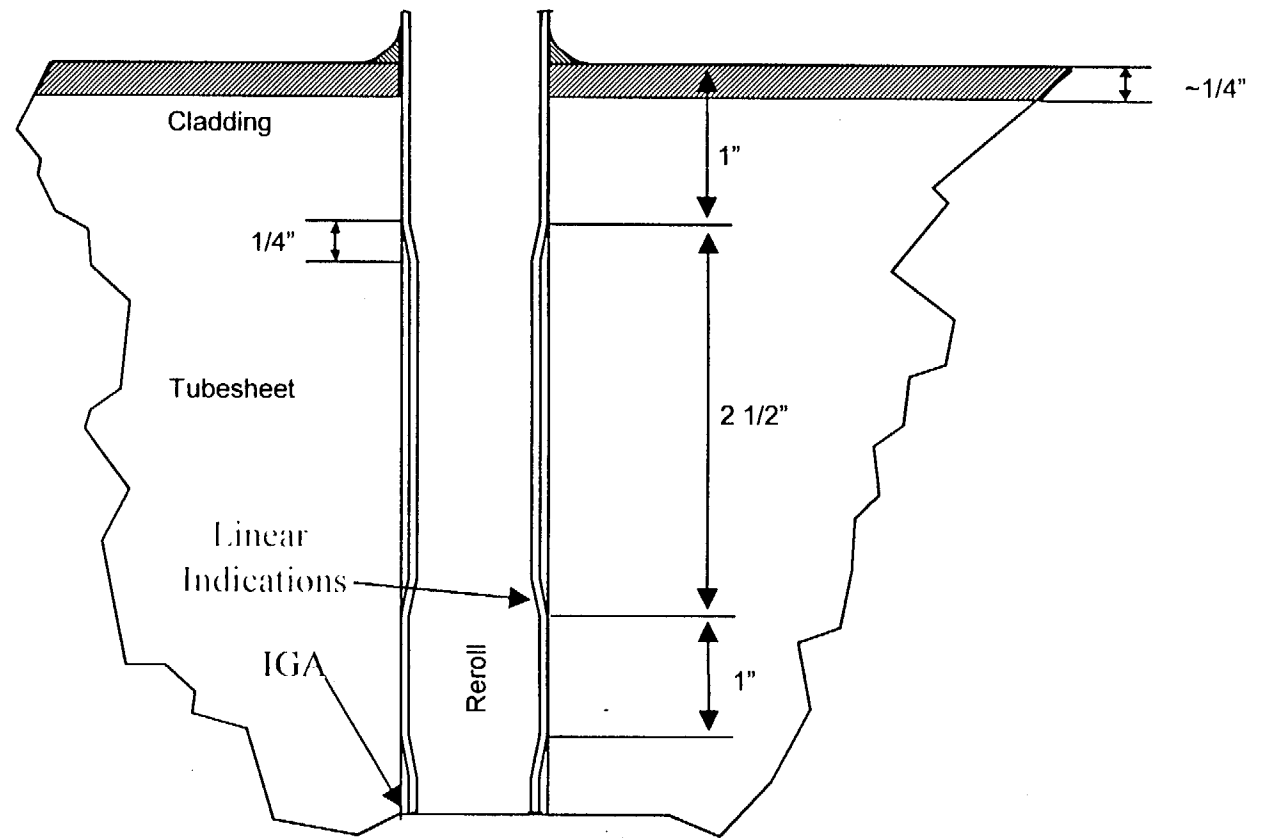 ~1/4”
Cladding
1”
1/4”
Tubesheet
2 1/2”
Linear
Indications
IGA
Reroll
1”